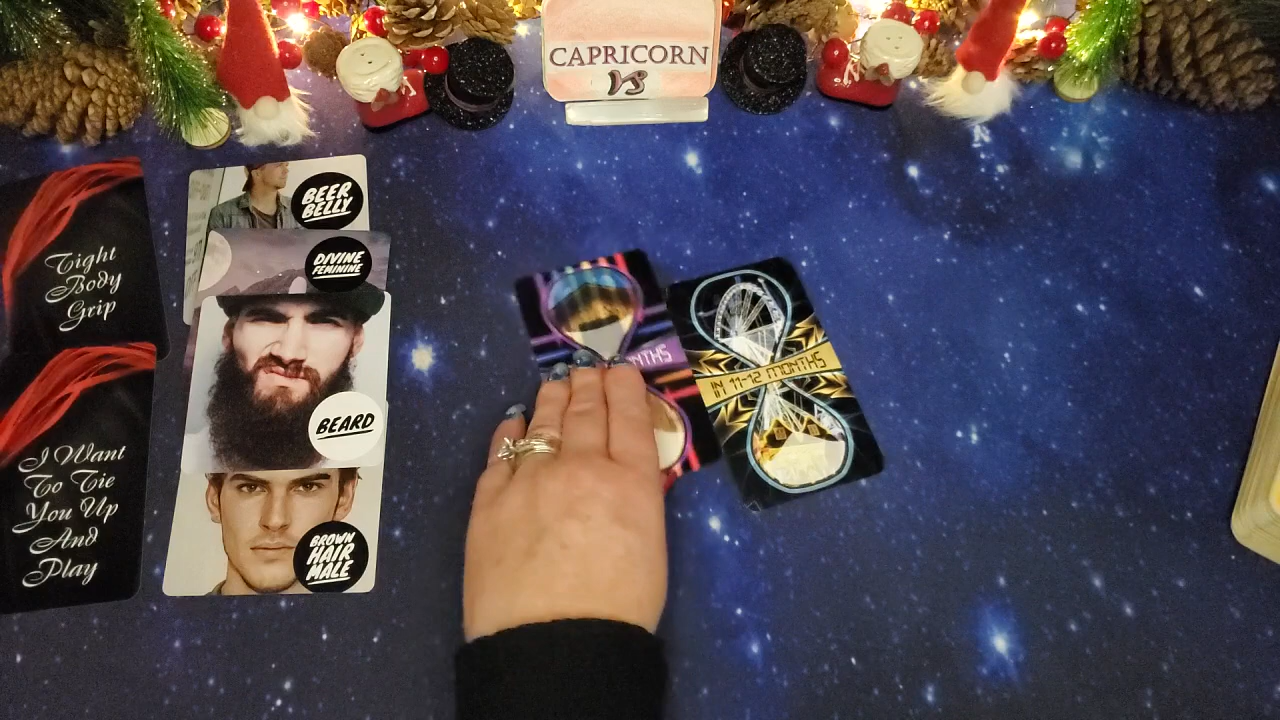 CAPRICORN
BEER
BELLY
DIVINE
FEMININE
Tight
Body
Grip
BEARD
I Want
To Tie
You Up
And
Play
BROWN
HAIR
MALE
IN 11-12 MONTHS